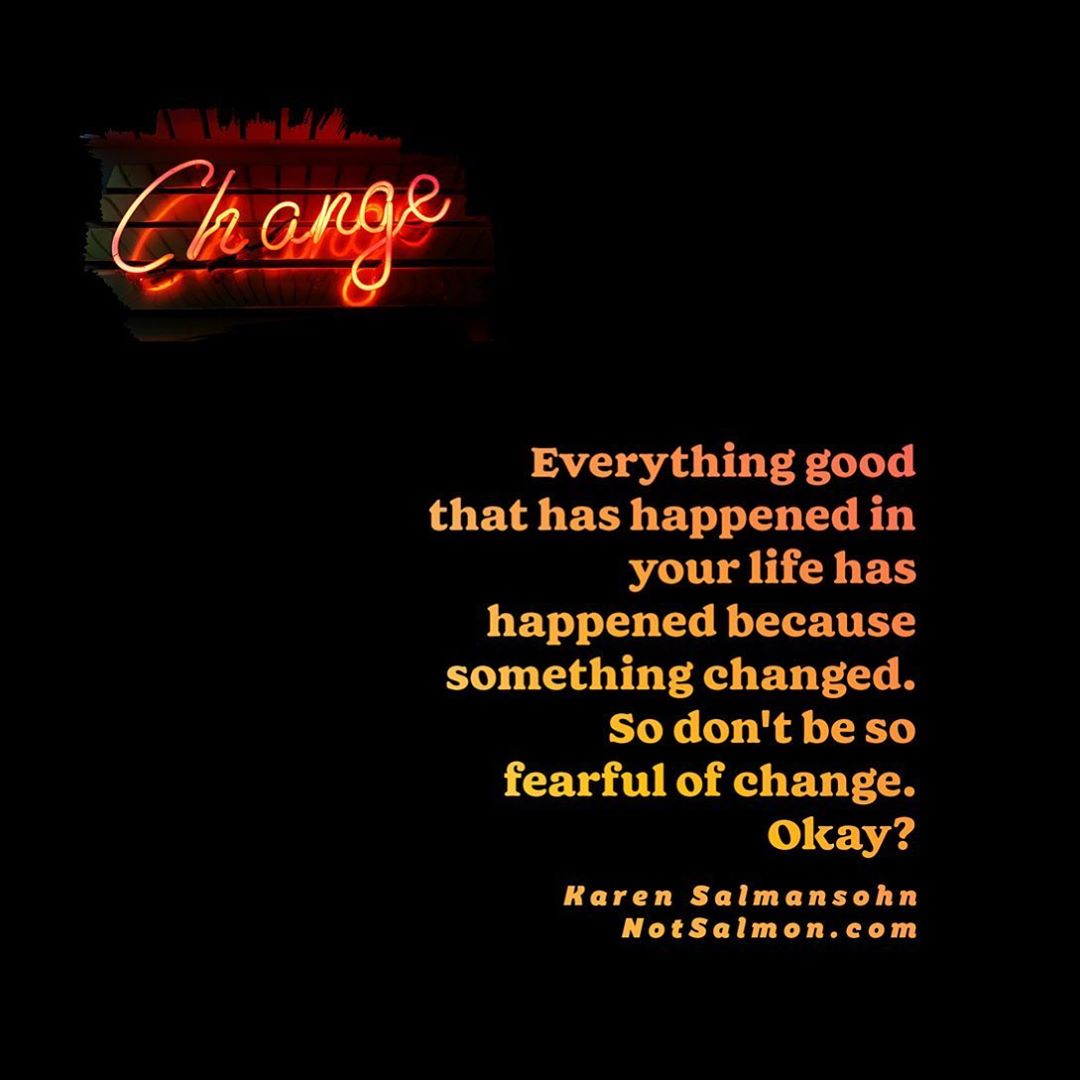 Change
Everything good
that has happened in
your life has
happened because
something changed.
So don't be so
fearful of change.
Okay?
Karen Salmansohn
NotSalmon.com